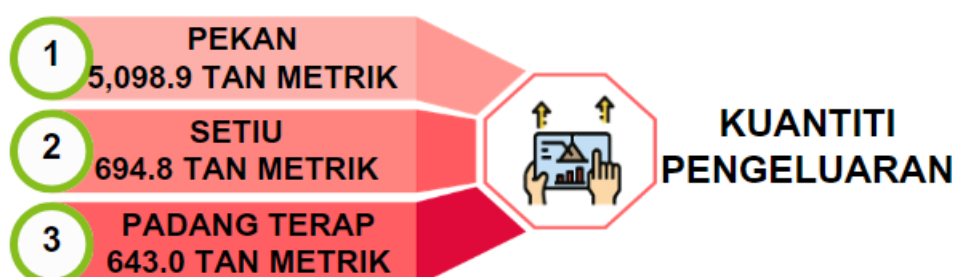 1
PEKAN
5,098.9 TAN METRIK
2
SETIU
694.8 TAN METRIK
3
PADANG TERAP
643.0 TAN METRIK
KUANTITI
PENGELUARAN